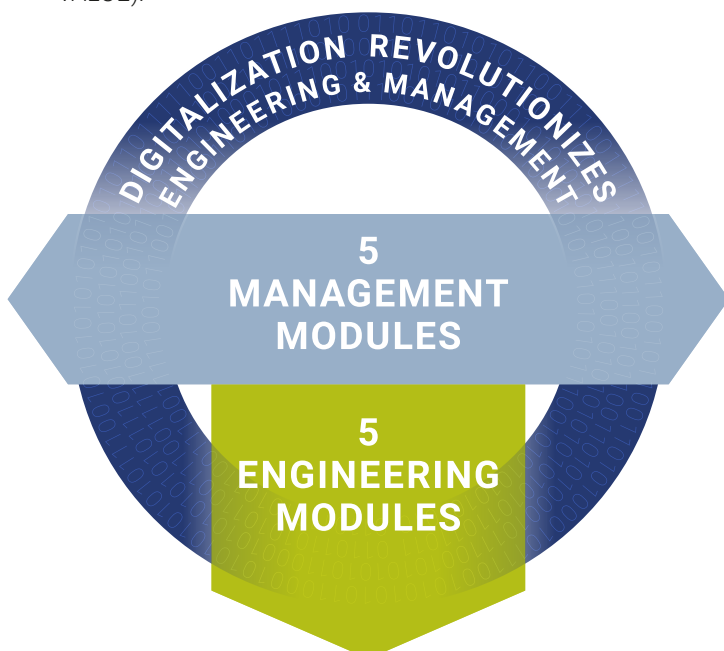 DIGITALIZATION REVOLUTIONIZES
ENGINEERING & MANAGEMENT
5
MANAGEMENT
MODULES
5
ENGINEERING
MODULES